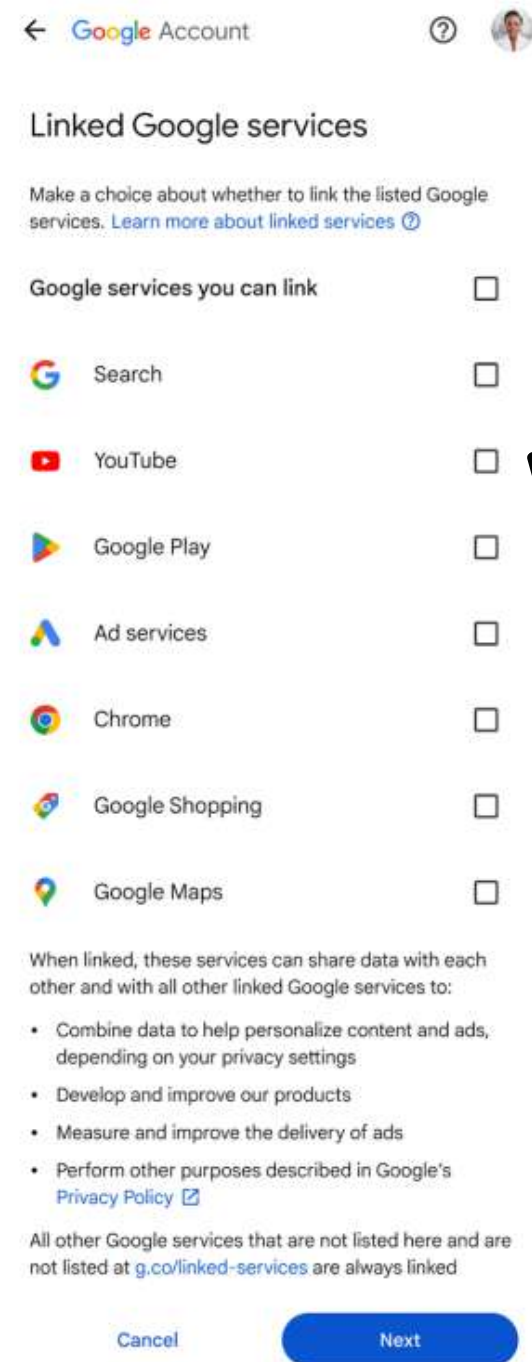 Google Account
Linked Google services
Make a choice about whether to link the listed Google
services. Learn more about linked services
Google services you can link
Search
YouTube
Google Play
Ad services
Chrome
Google Shopping
Google Maps
When linked, these services can share data with each
other and with all other linked Google services to:
• Combine data to help personalize content and ads,
depending on your privacy settings
• Develop and improve our products
• Measure and improve the delivery of ads
• Perform other purposes described in Google's
Privacy Policy
All other Google services that are not listed here and are
not listed at g.co/linked-services are always linked
Cancel Next